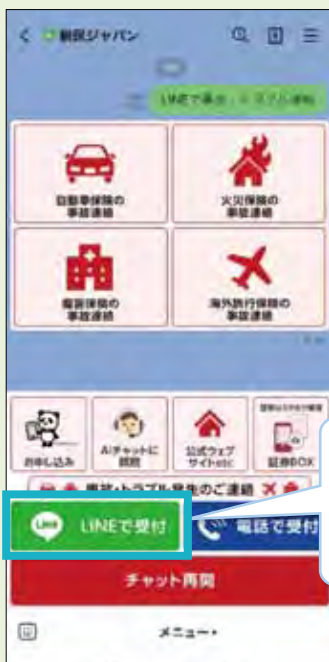 損保ジャパン
LINEで事故・トラブル連絡
自動車保険の
事故連絡
火災保険の
事故連絡
傷害保険の
事故連絡
海外旅行保険の
事故連絡
お申し込み
AIチャットに
質問
公式ウェブ
サイトetc
証券BOX
事故・トラブル発生のご連絡
LINE
LINEで受付
電話で受付
チャット再開
メニュー